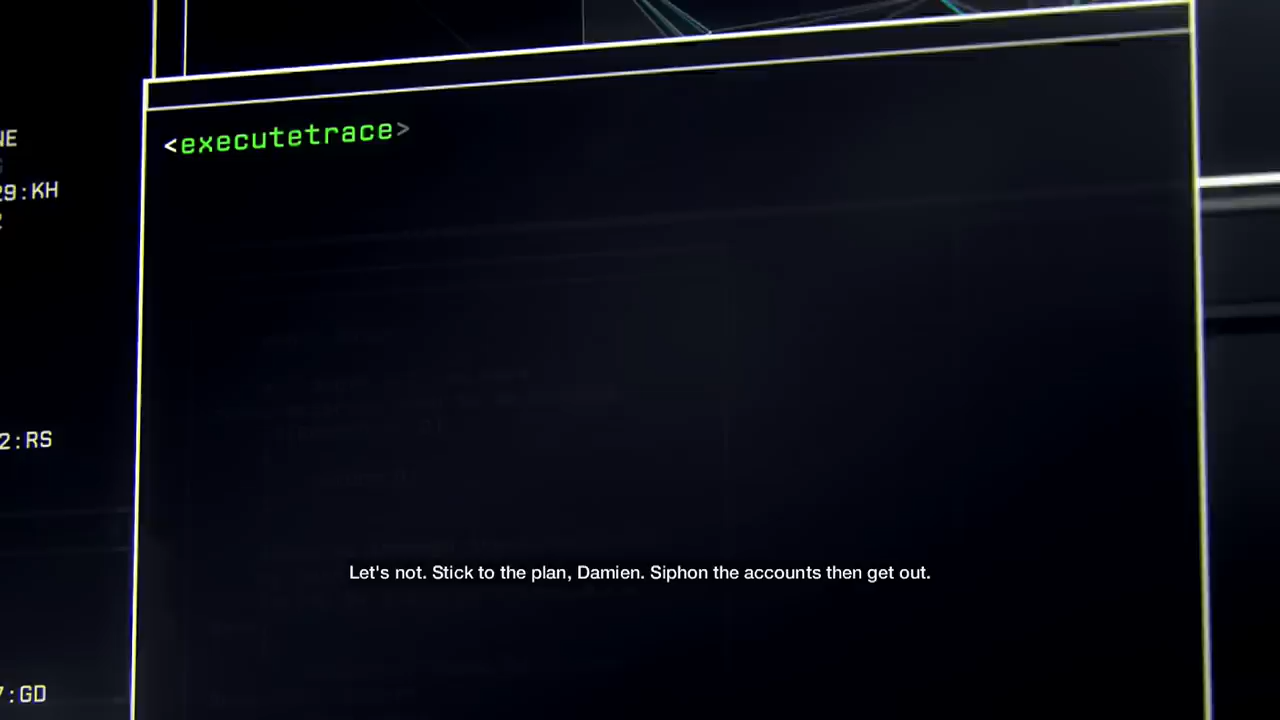 <executetrace>
NE
29:KH
2:RS
Let's not. Stick to the plan, Damien. Siphon the accounts then get out.
7:GD